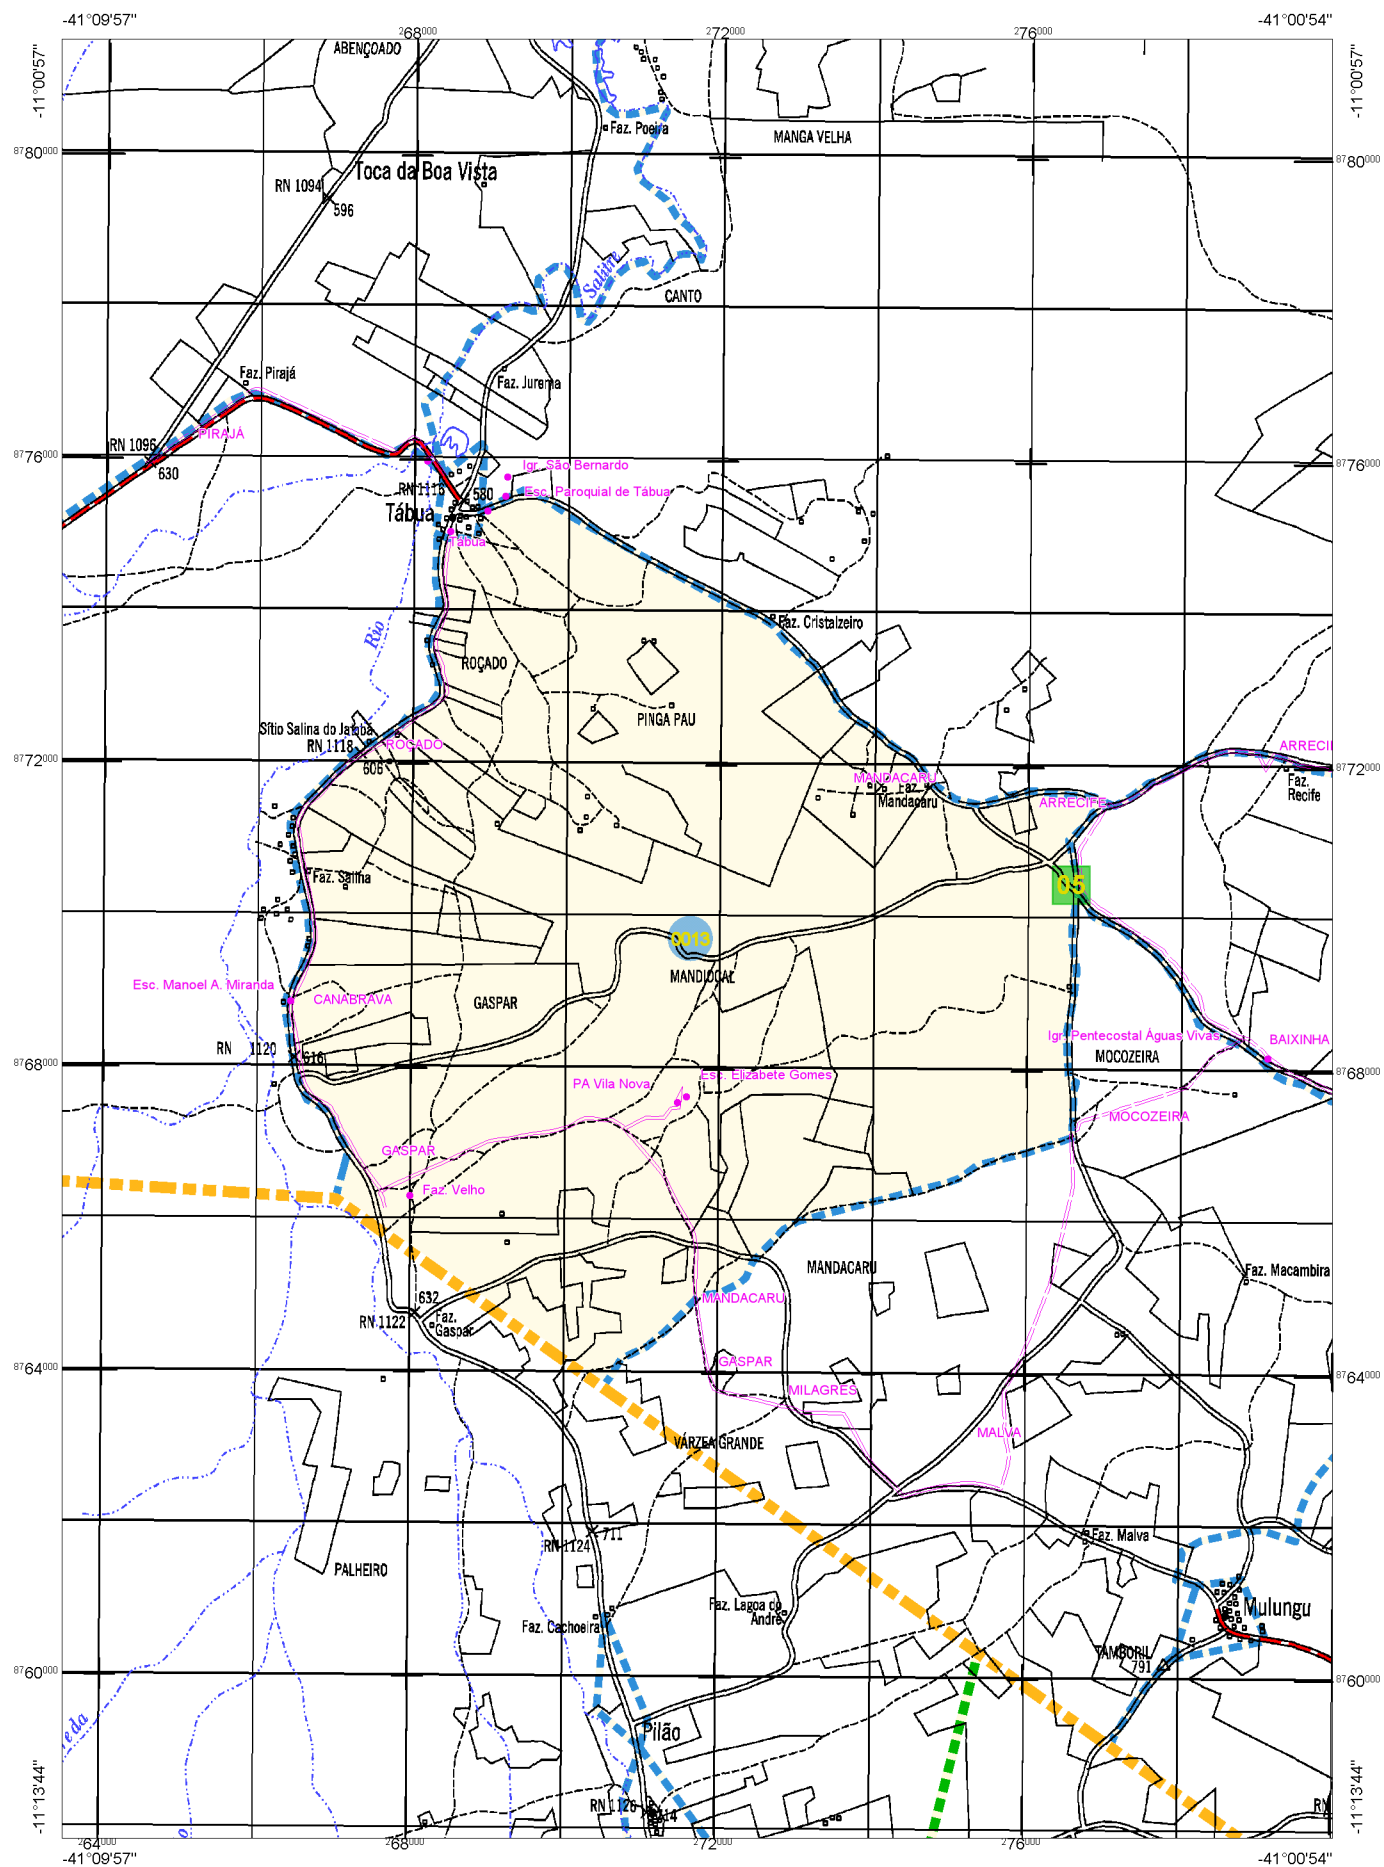 -41°09'57"
-41°00'54"
268000
272000
276000
-11°00'57"
-11°00'57"
ABENÇOADO
Faz. Poeira
MANGA VELHA
8780000
8780000
Toca da Boa Vista
RN 1094
596
Salitre
CANTO
Faz. Pirajá
Faz. Jurema
PIRAJÁ
RN 1096
630
8776000
8776000
Igr. São Bernardo
Esc. Paroquial de Tábua
RN 1116
580
Tábua
Tábua
Rio
Faz. Cristalzeiro
ROÇADO
PINGA PAU
Sítio Salina do Jatobá
RN 1118
ROÇADO
606
ARRECI
8772000
8772000
MANDACARU
Faz.
Mandacaru
Faz.
Recife
ARRECIFE
Faz. Salina
05
0013
MANDIOCAL
Esc. Manoel A. Miranda
CANABRAVA
GASPAR
RN 1120
616
Igr. Pentecostal Águas Vivas
BAIXINHA
MOCOZEIRA
8768000
8768000
PA Vila Nova
Esc. Elizabete Gomes
MOCOZEIRA
GASPAR
Faz. Velho
MANDACARU
Faz. Macambira
632
MANDACARU
RN 1122
Faz.
Gaspar
8764000
8764000
GASPAR
MILAGRES
MALVA
VÁRZEA GRANDE
711
RN 1124
Faz. Malva
PALHEIRO
Faz. Lagoa do
André
Mulungu
Faz. Cachoeira
TAMBORIL
791
8760000
8760000
eda
Pilão
RN 1126
714
RN
o
-11°13'44"
-11°13'44"
264000
268000
272000
276000
-41°09'57"
-41°00'54"